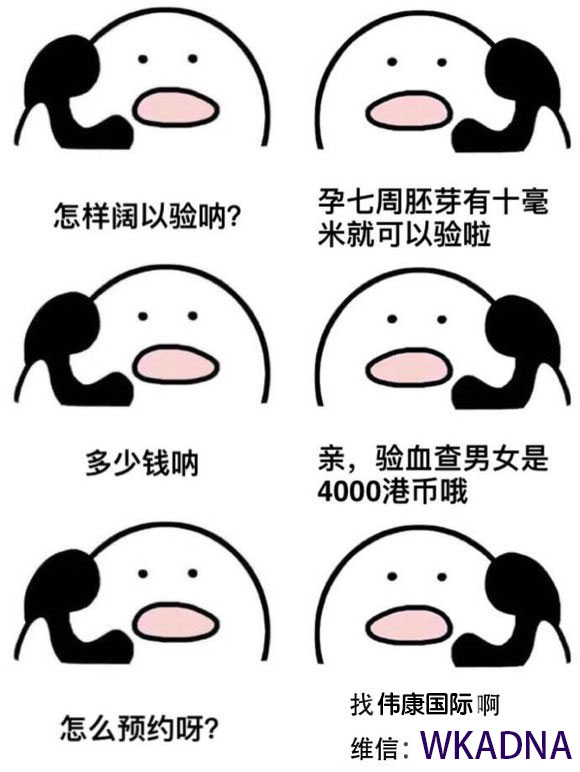 怎样阔以验呐?
孕七周胚芽有十毫
米就可以验啦
多少钱呐
亲，验血查男女是
4000港币哦
怎么预约呀?
找伟康国际啊
维信：WKADNA